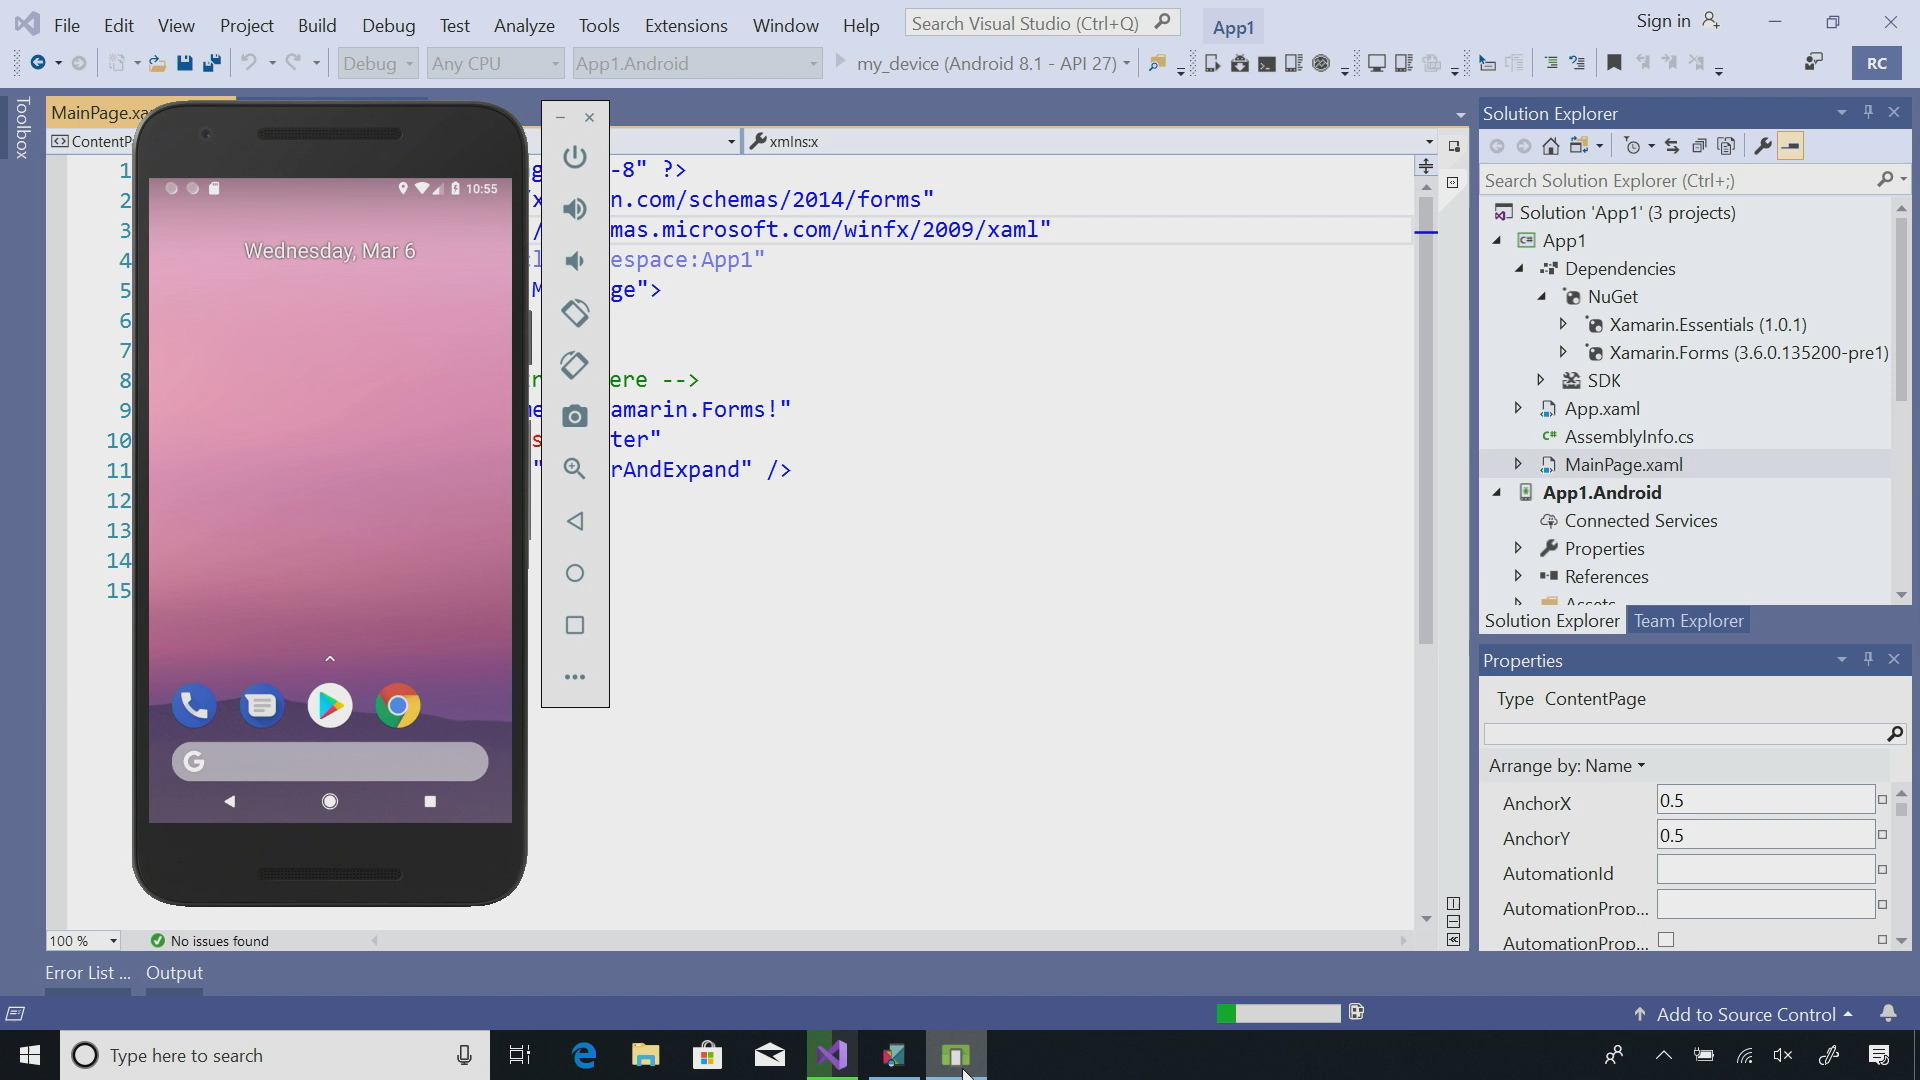 File Edit View Project Build Debug Test Analyze Tools Extensions Window Help
Search Visual Studio (Ctrl+Q)
App1
Sign in
Debug
Any CPU
App1.Android
my_device (Android 8.1 - API 27)
RC
Toolbox
MainPage.xa
ContentP
xmlns:x
1
-8" ?>
2
n.com/schemas/2014/forms"
3
mas.microsoft.com/winfx/2009/xaml"
4
espace:App1"
5
ge">
6
7
8
ere -->
9
amarin.Forms!"
10
ter"
11
rAndExpand" />
12
13
14
15
10:55
Wednesday, Mar 6
G
100 %
No issues found
Error List ...
Output
Solution Explorer
Search Solution Explorer (Ctrl+;)
Solution 'App1' (3 projects)
C# App1
Dependencies
NuGet
Xamarin.Essentials (1.0.1)
Xamarin.Forms (3.6.0.135200-pre1)
SDK
App.xaml
C# AssemblyInfo.cs
MainPage.xaml
App1.Android
Connected Services
Properties
References
Assets
Solution Explorer
Team Explorer
Properties
Type ContentPage
Arrange by: Name
AnchorX
0.5
AnchorY
0.5
AutomationId
AutomationProp...
AutomationProp...
Add to Source Control
Type here to search